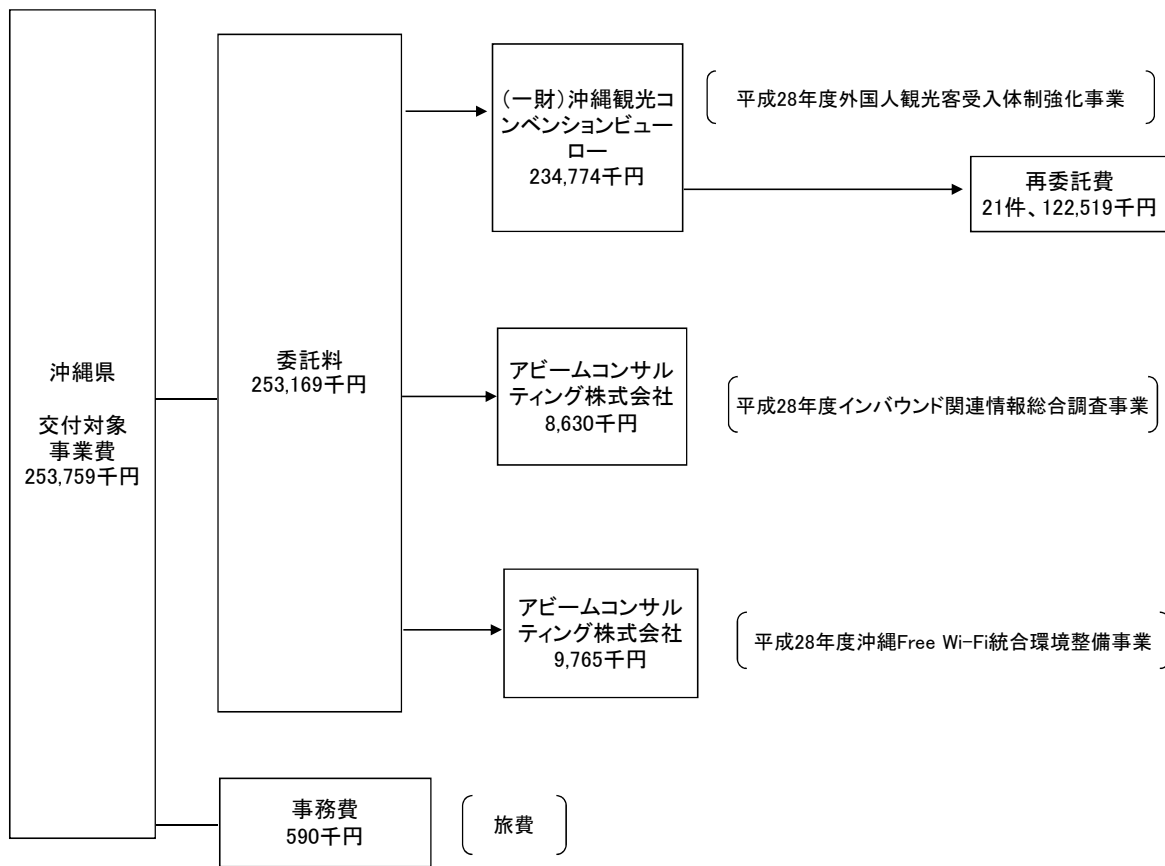 沖縄県
交付対象
事業費
253,759千円
委託料
253,169千円
(一財)沖縄観光コ
ンベンションビュー
ロー
234,774千円
平成28年度外国人観光客受入体制強化事業
再委託費
21件、122,519千円
アビームコンサル
ティング株式会社
8,630千円
平成28年度インバウンド関連情報総合調査事業
アビームコンサル
ティング株式会社
9,765千円
平成28年度沖縄Free Wi-Fi統合環境整備事業
事務費
590千円
旅費